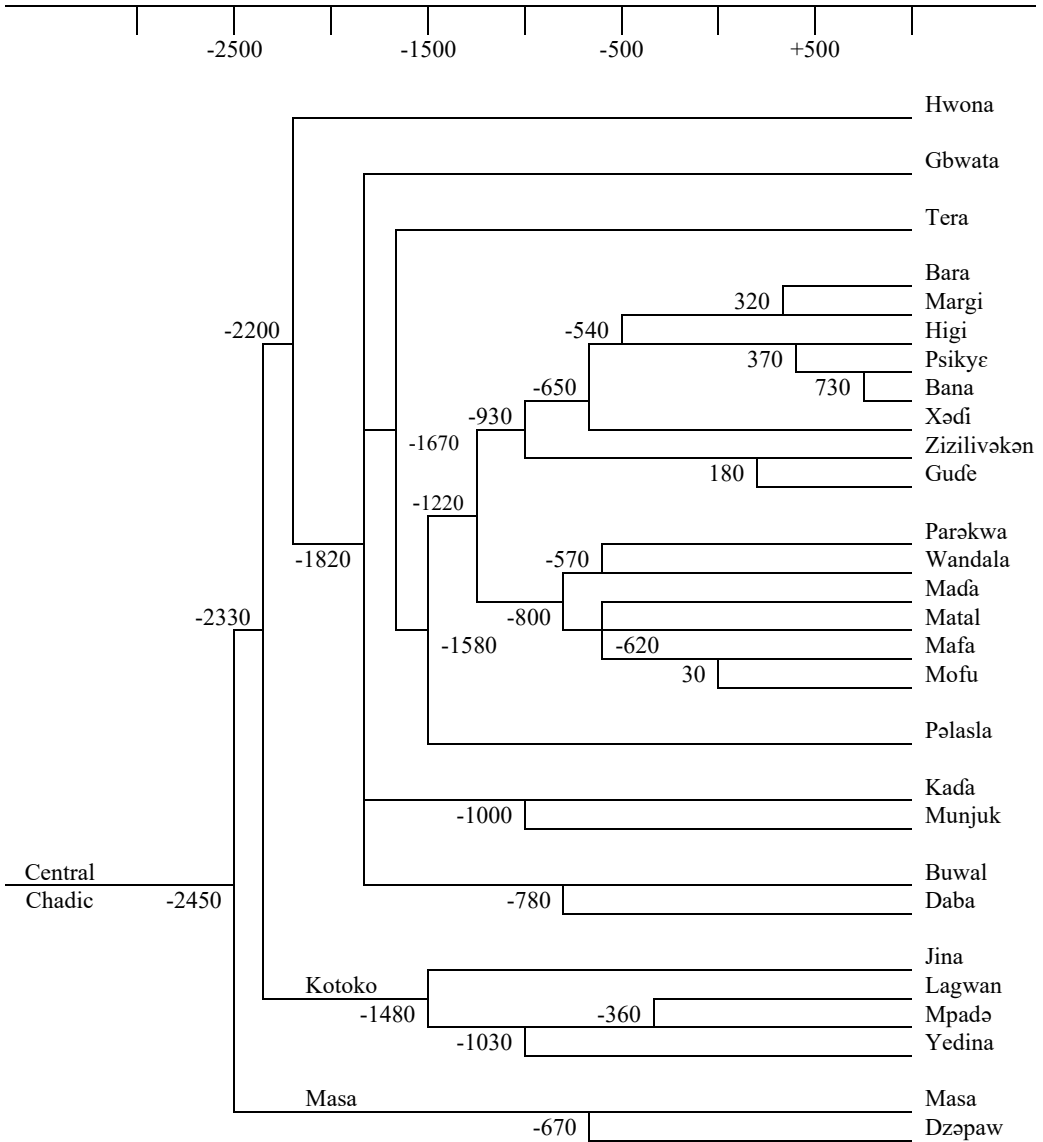 -2500 -1500 -500 +500
Hwona
Gbwata
Tera
Bara
320 Margi
-2200 -540 Higi
370 Psikyɛ
-650 730 Bana
-930 Xəɗi
-1670 Zizilivəkən
180 Guɗe
-1220
Parəkwa
-1820 -570 Wandala
Maɗa
-2330 -800 Matal
-1580 -620 Mafa
30 Mofu
Pəlasla
Kaɗa
-1000 Munjuk
Central Buwal
Chadic -2450 -780 Daba
Jina
Kotoko Lagwan
-1480 -360 Mpadə
-1030 Yedina
Masa Masa
-670 Dzəpaw